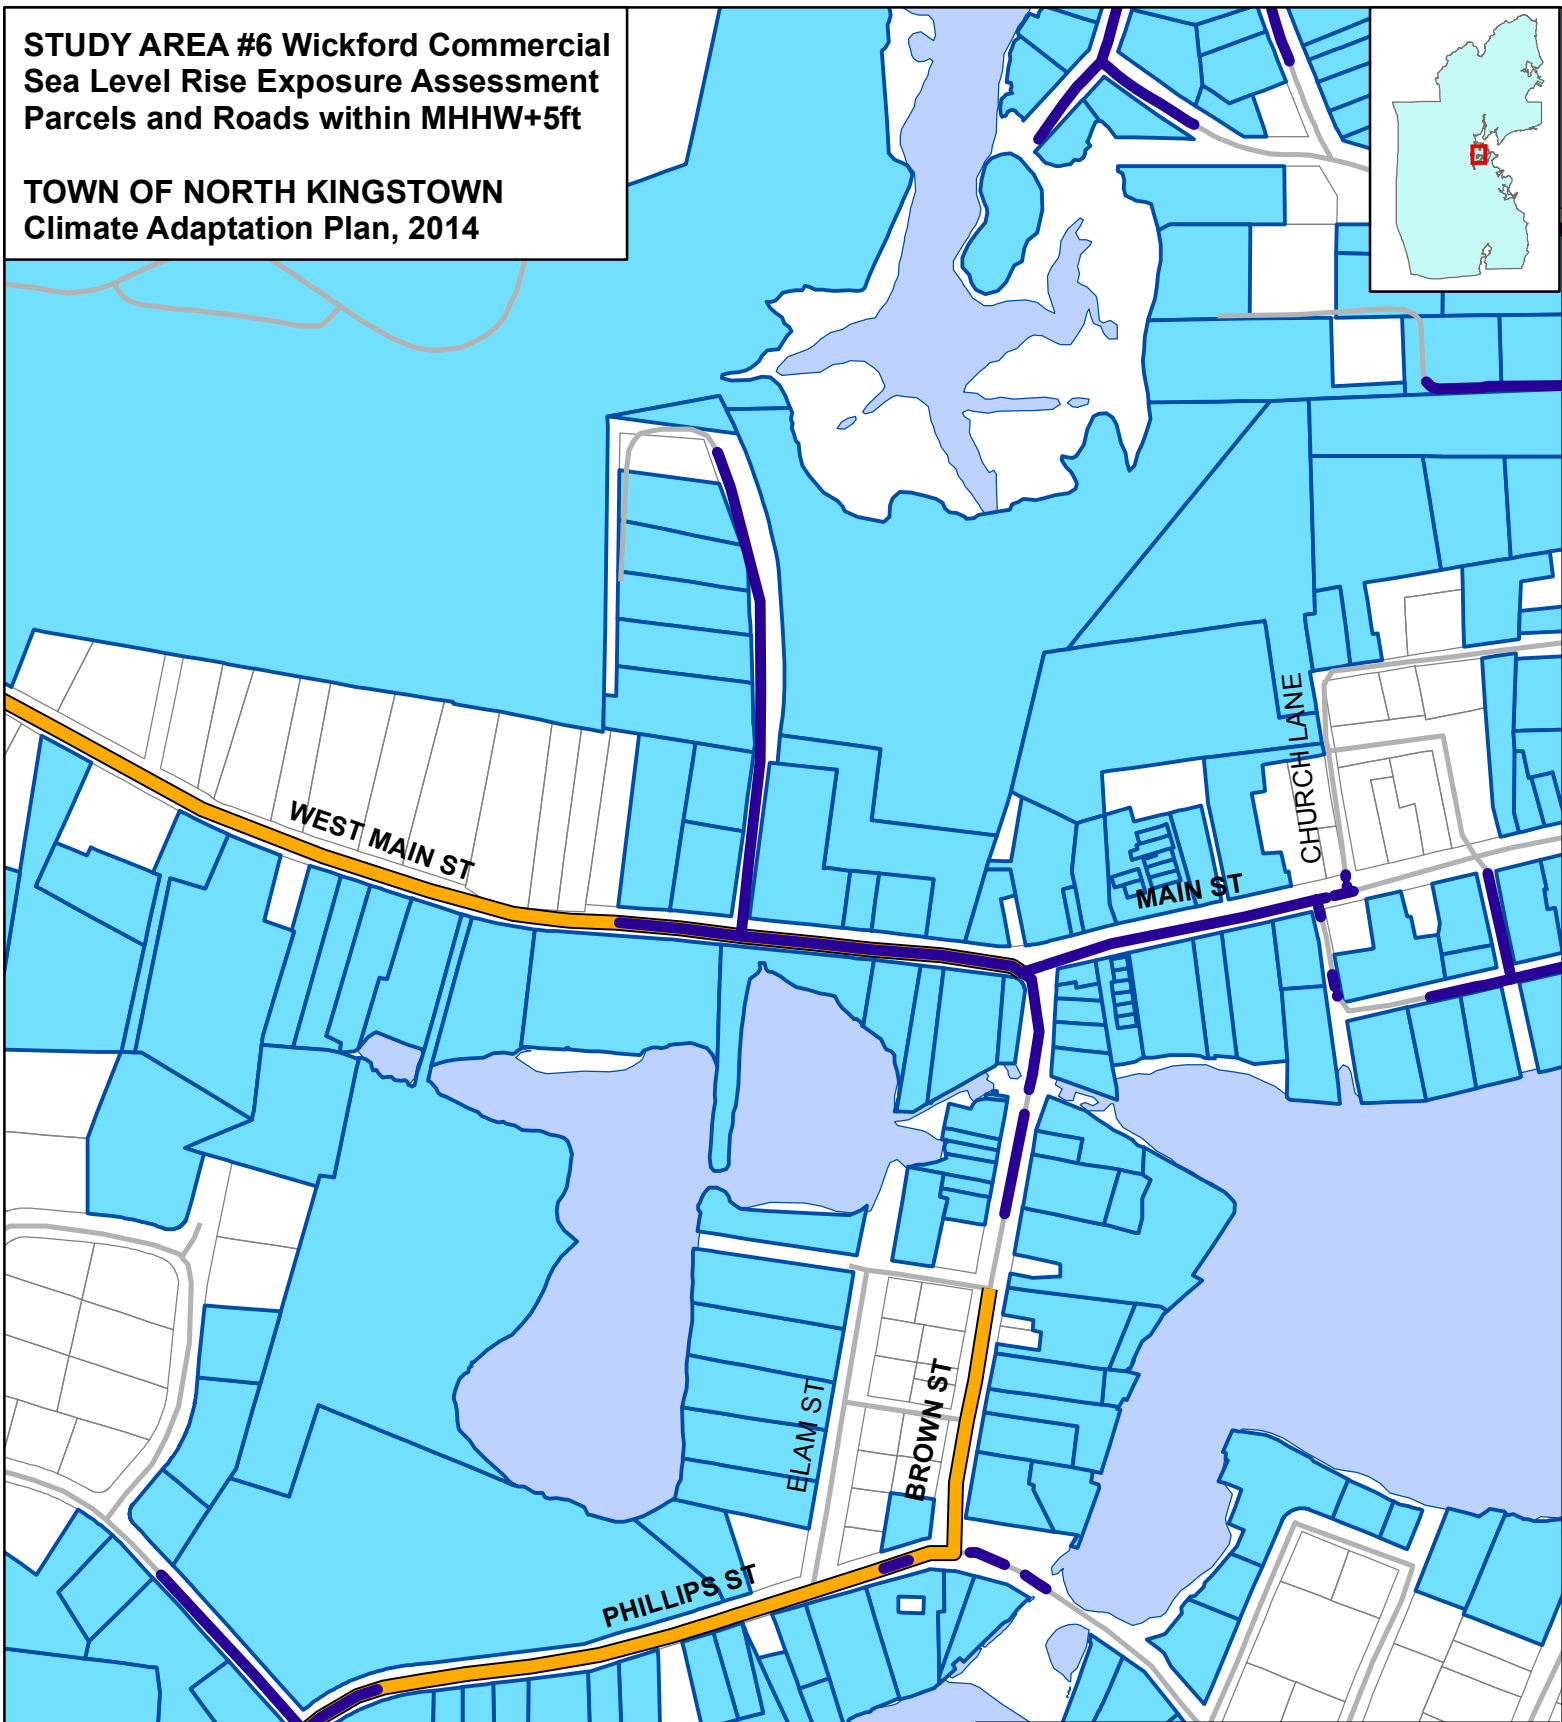 STUDY AREA #6 Wickford Commercial
Sea Level Rise Exposure Assessment
Parcels and Roads within MHHW+5ft
TOWN OF NORTH KINGSTOWN
Climate Adaptation Plan, 2014
CHURCH LANE
WEST MAIN ST
MAIN ST
ELAM ST
BROWN ST
PHILLIPS ST